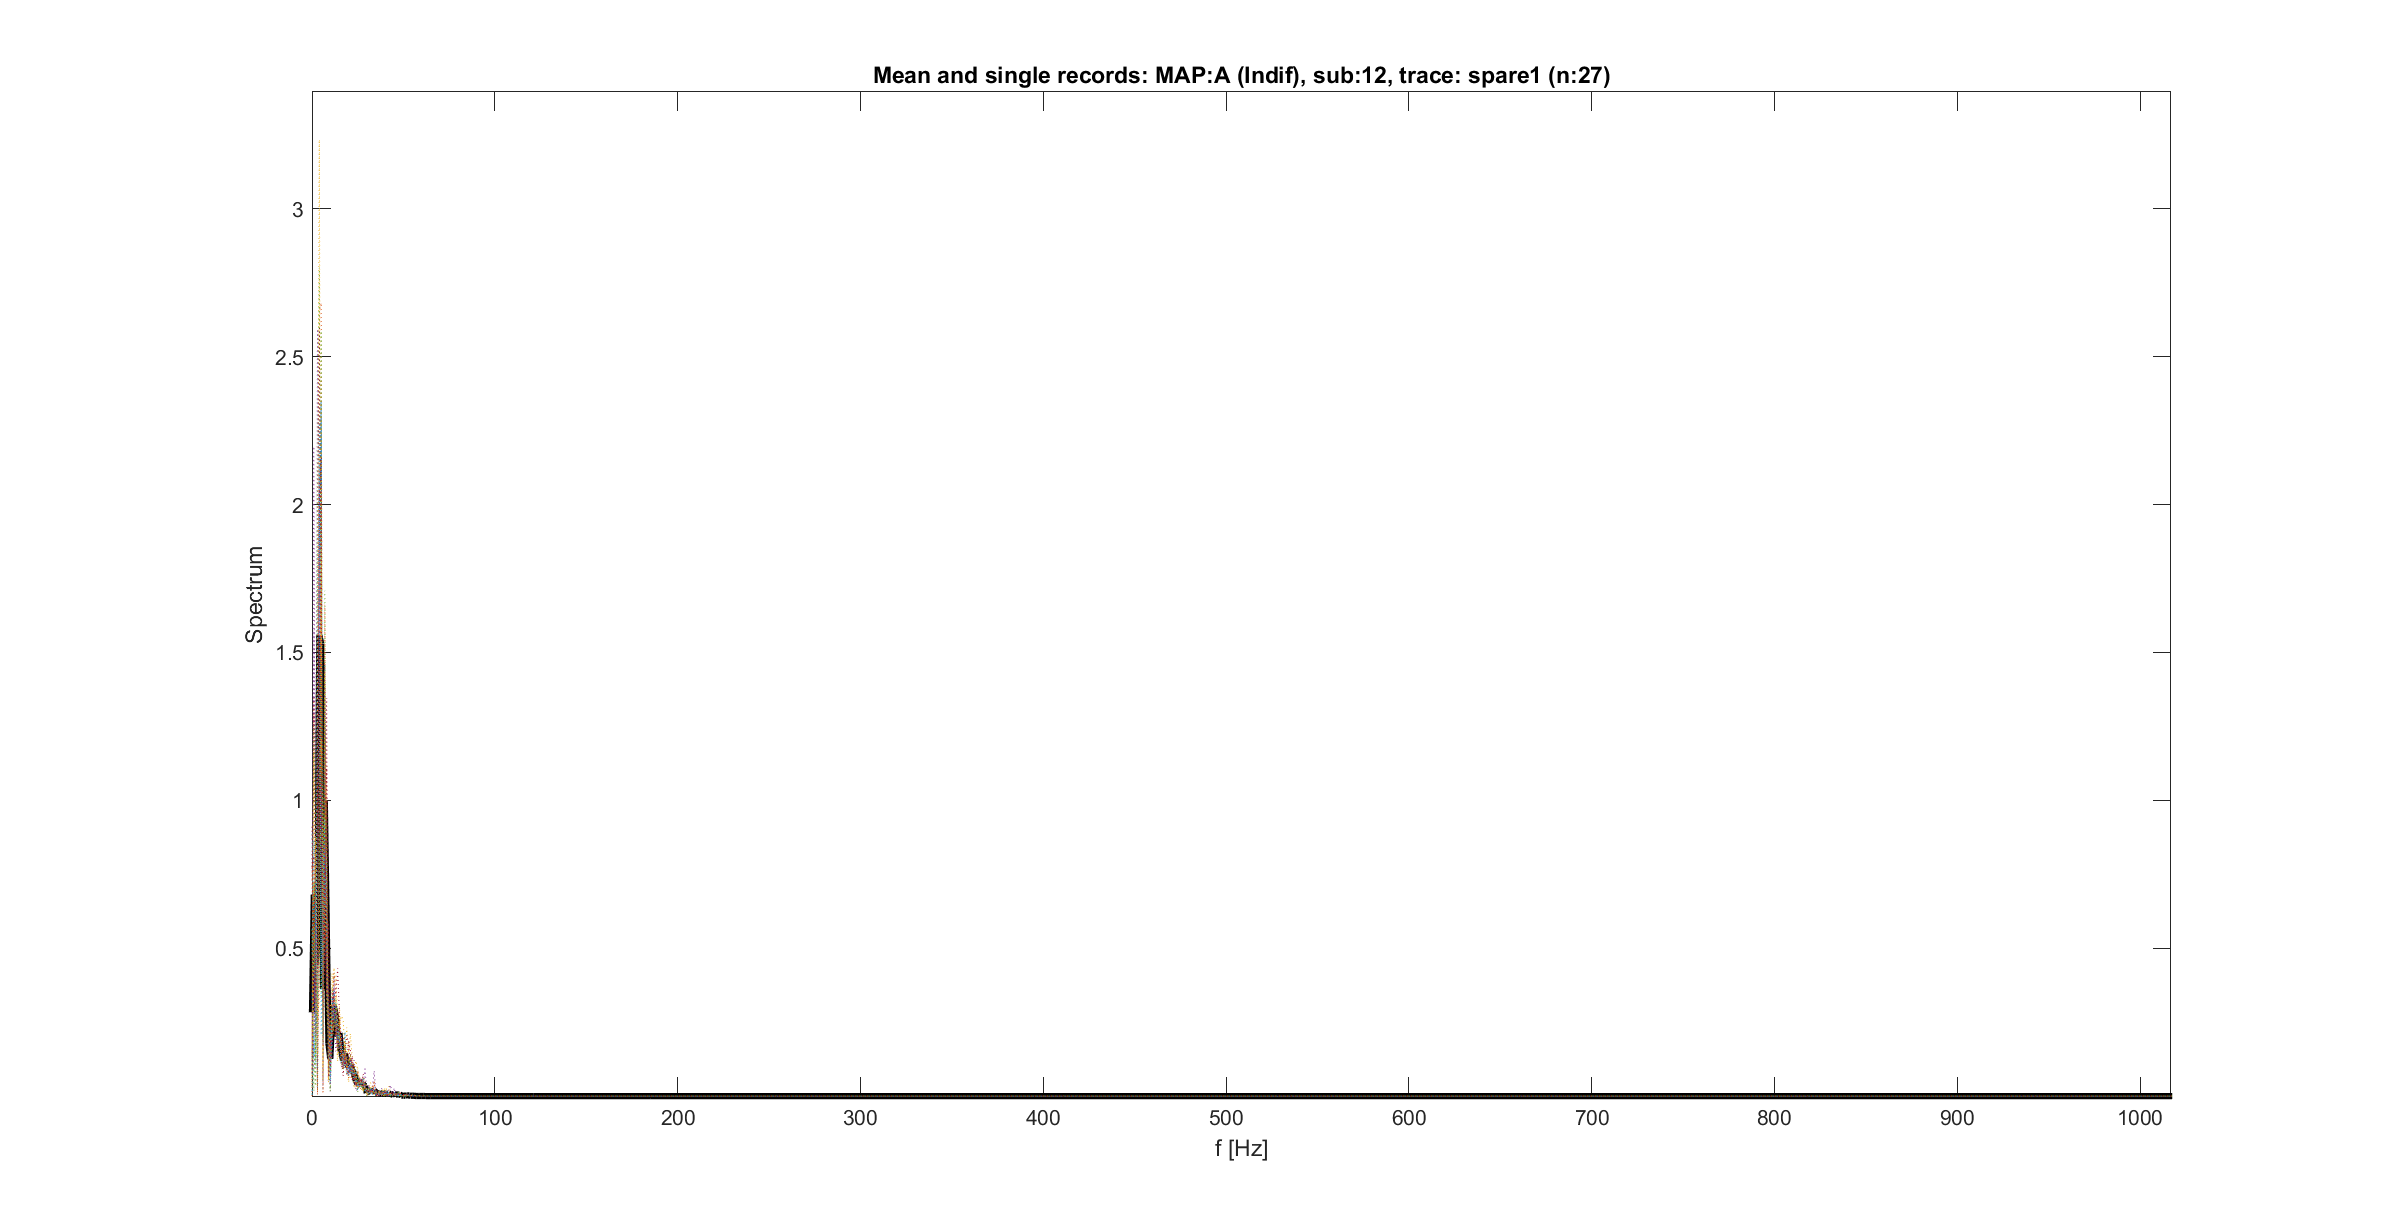 Mean and single records: MAP:A (Indif), sub:12, trace: spare1 (n:27)
3
2.5
2
1.5
1
0.5
Spectrum
0 100 200 300 400 500 600 700 800 900 1000
f [Hz]